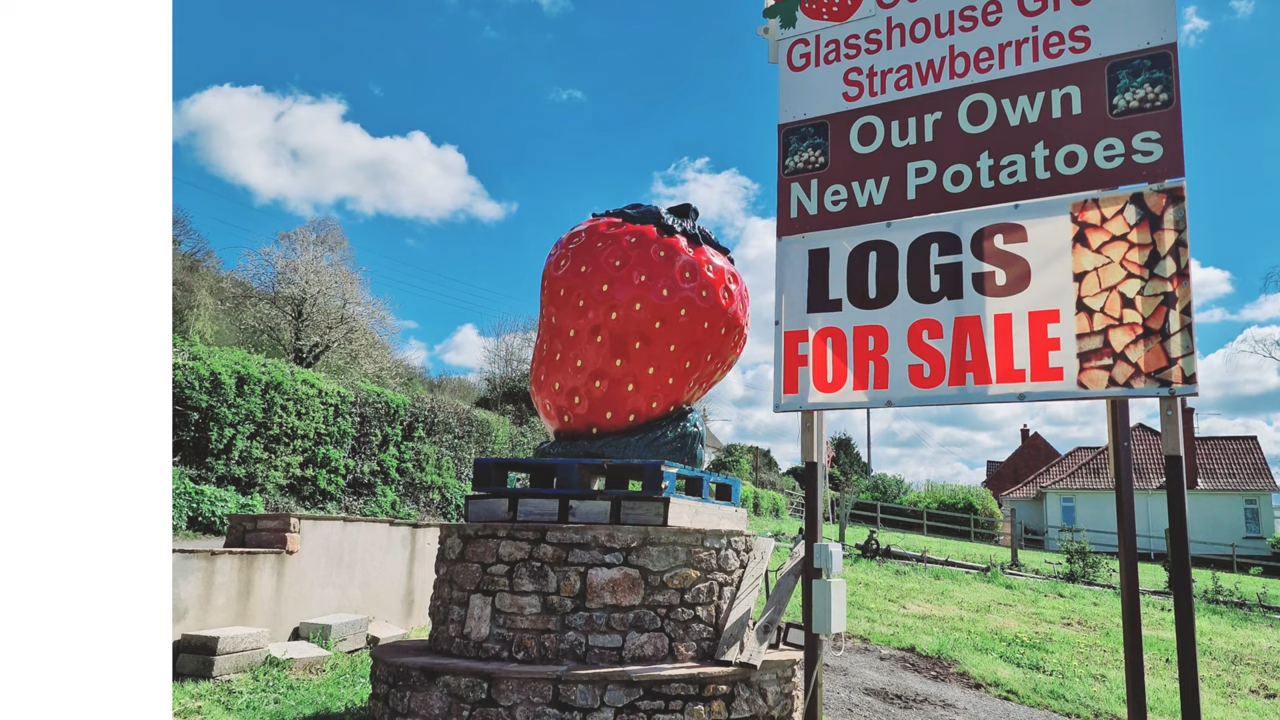 Glasshouse
Strawberries
Our Own
New Potatoes
LOGS
FOR SALE